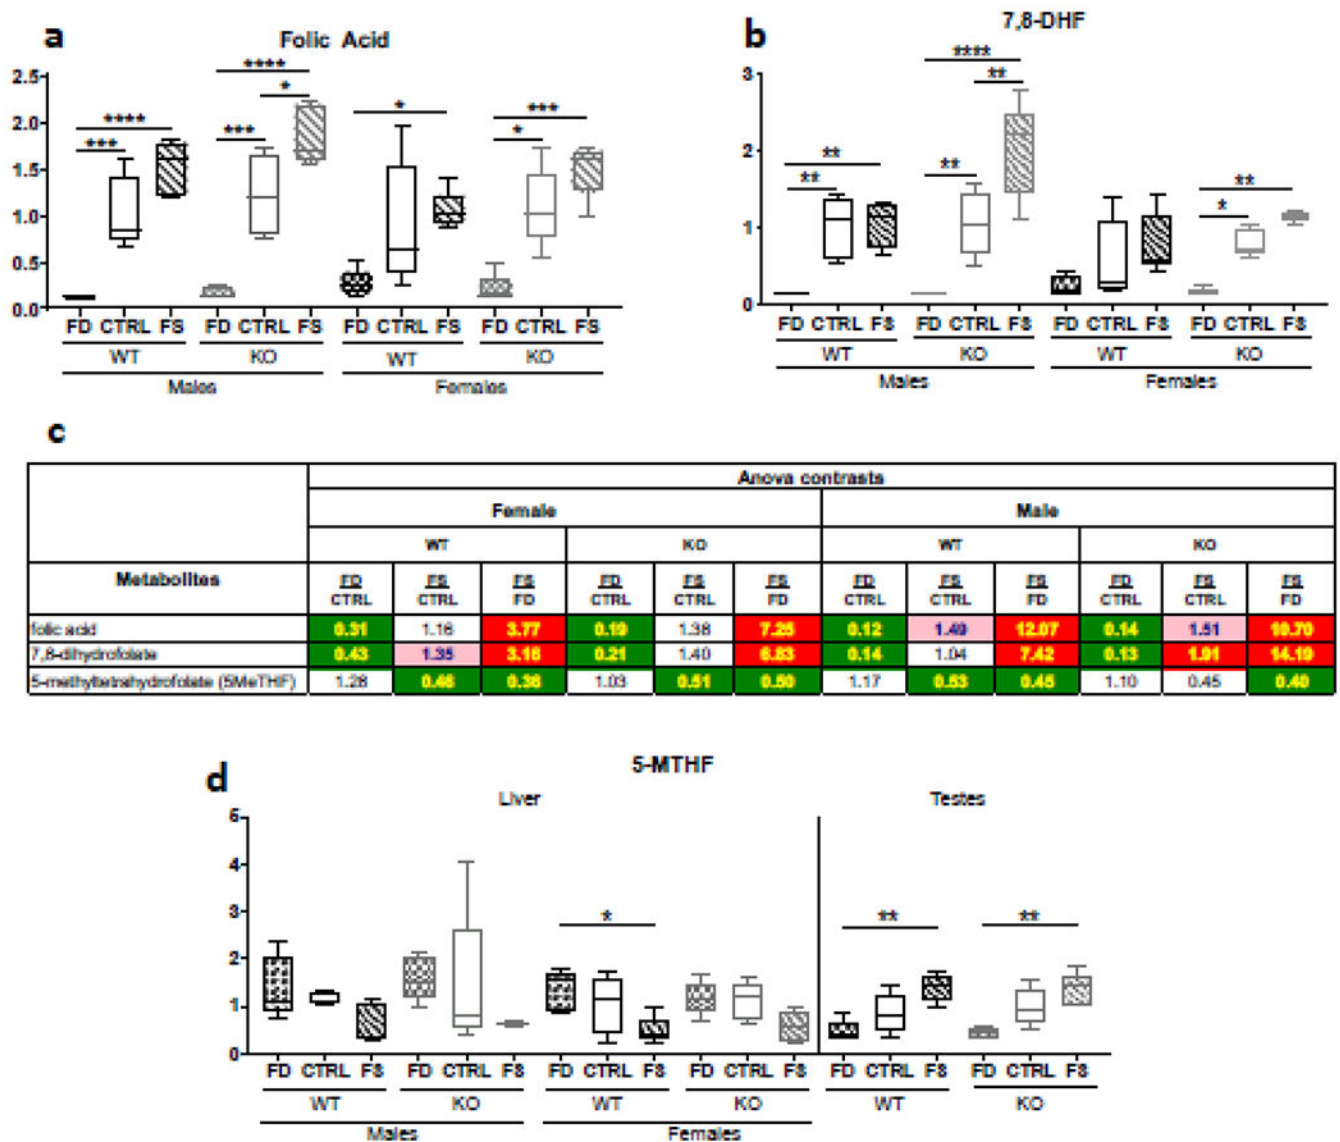 a
Folic Acid
2.5
2.0
1.5
1.0
0.5
0.0
**** *** **** * *** * *** *
FD CTRL FS FD CTRL FS FD CTRL FS FD CTRL FS
WT KO WT KO
Males Females
b
7,8-DHF
3
2
1
0
** ** **** ** ** ** *
FD CTRL FS FD CTRL FS FD CTRL FS FD CTRL FS
WT KO WT KO
Males Females
c
Anova contrasts
Female Male
WT KO WT KO
Metabolites FD FS FS FD FS FS FD FS FS FD FS FS
CTRL CTRL FD CTRL CTRL FD CTRL CTRL FD CTRL CTRL FD
folic acid 0.31 1.16 3.77 0.19 1.38 7.25 0.12 1.49 12.07 0.14 1.51 10.70
7,8-dihydrofolate 0.43 1.35 3.16 0.21 1.40 6.83 0.14 1.04 7.42 0.13 1.91 14.19
5-methyltetrahydrofolate (5MeTHF) 1.28 0.46 0.36 1.03 0.51 0.50 1.17 0.53 0.45 1.10 0.45 0.40
d
5-MTHF
Liver Testes
5
4
3
2
1
0
* ** **
FD CTRL FS FD CTRL FS FD CTRL FS FD CTRL FS FD CTRL FS FD CTRL FS
WT KO WT KO WT KO
Males Females